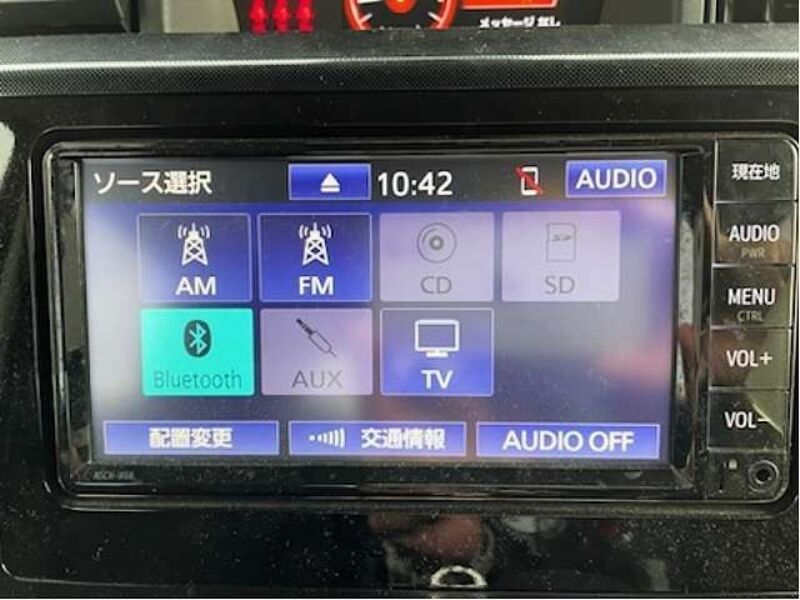 メッセージなし
ソース選択 10:42 AUDIO
現在地
AM FM CD SD
AUDIO
PWR
MENU
CTRL
Bluetooth AUX TV
VOL+
VOL-
配置変更 交通情報 AUDIO OFF